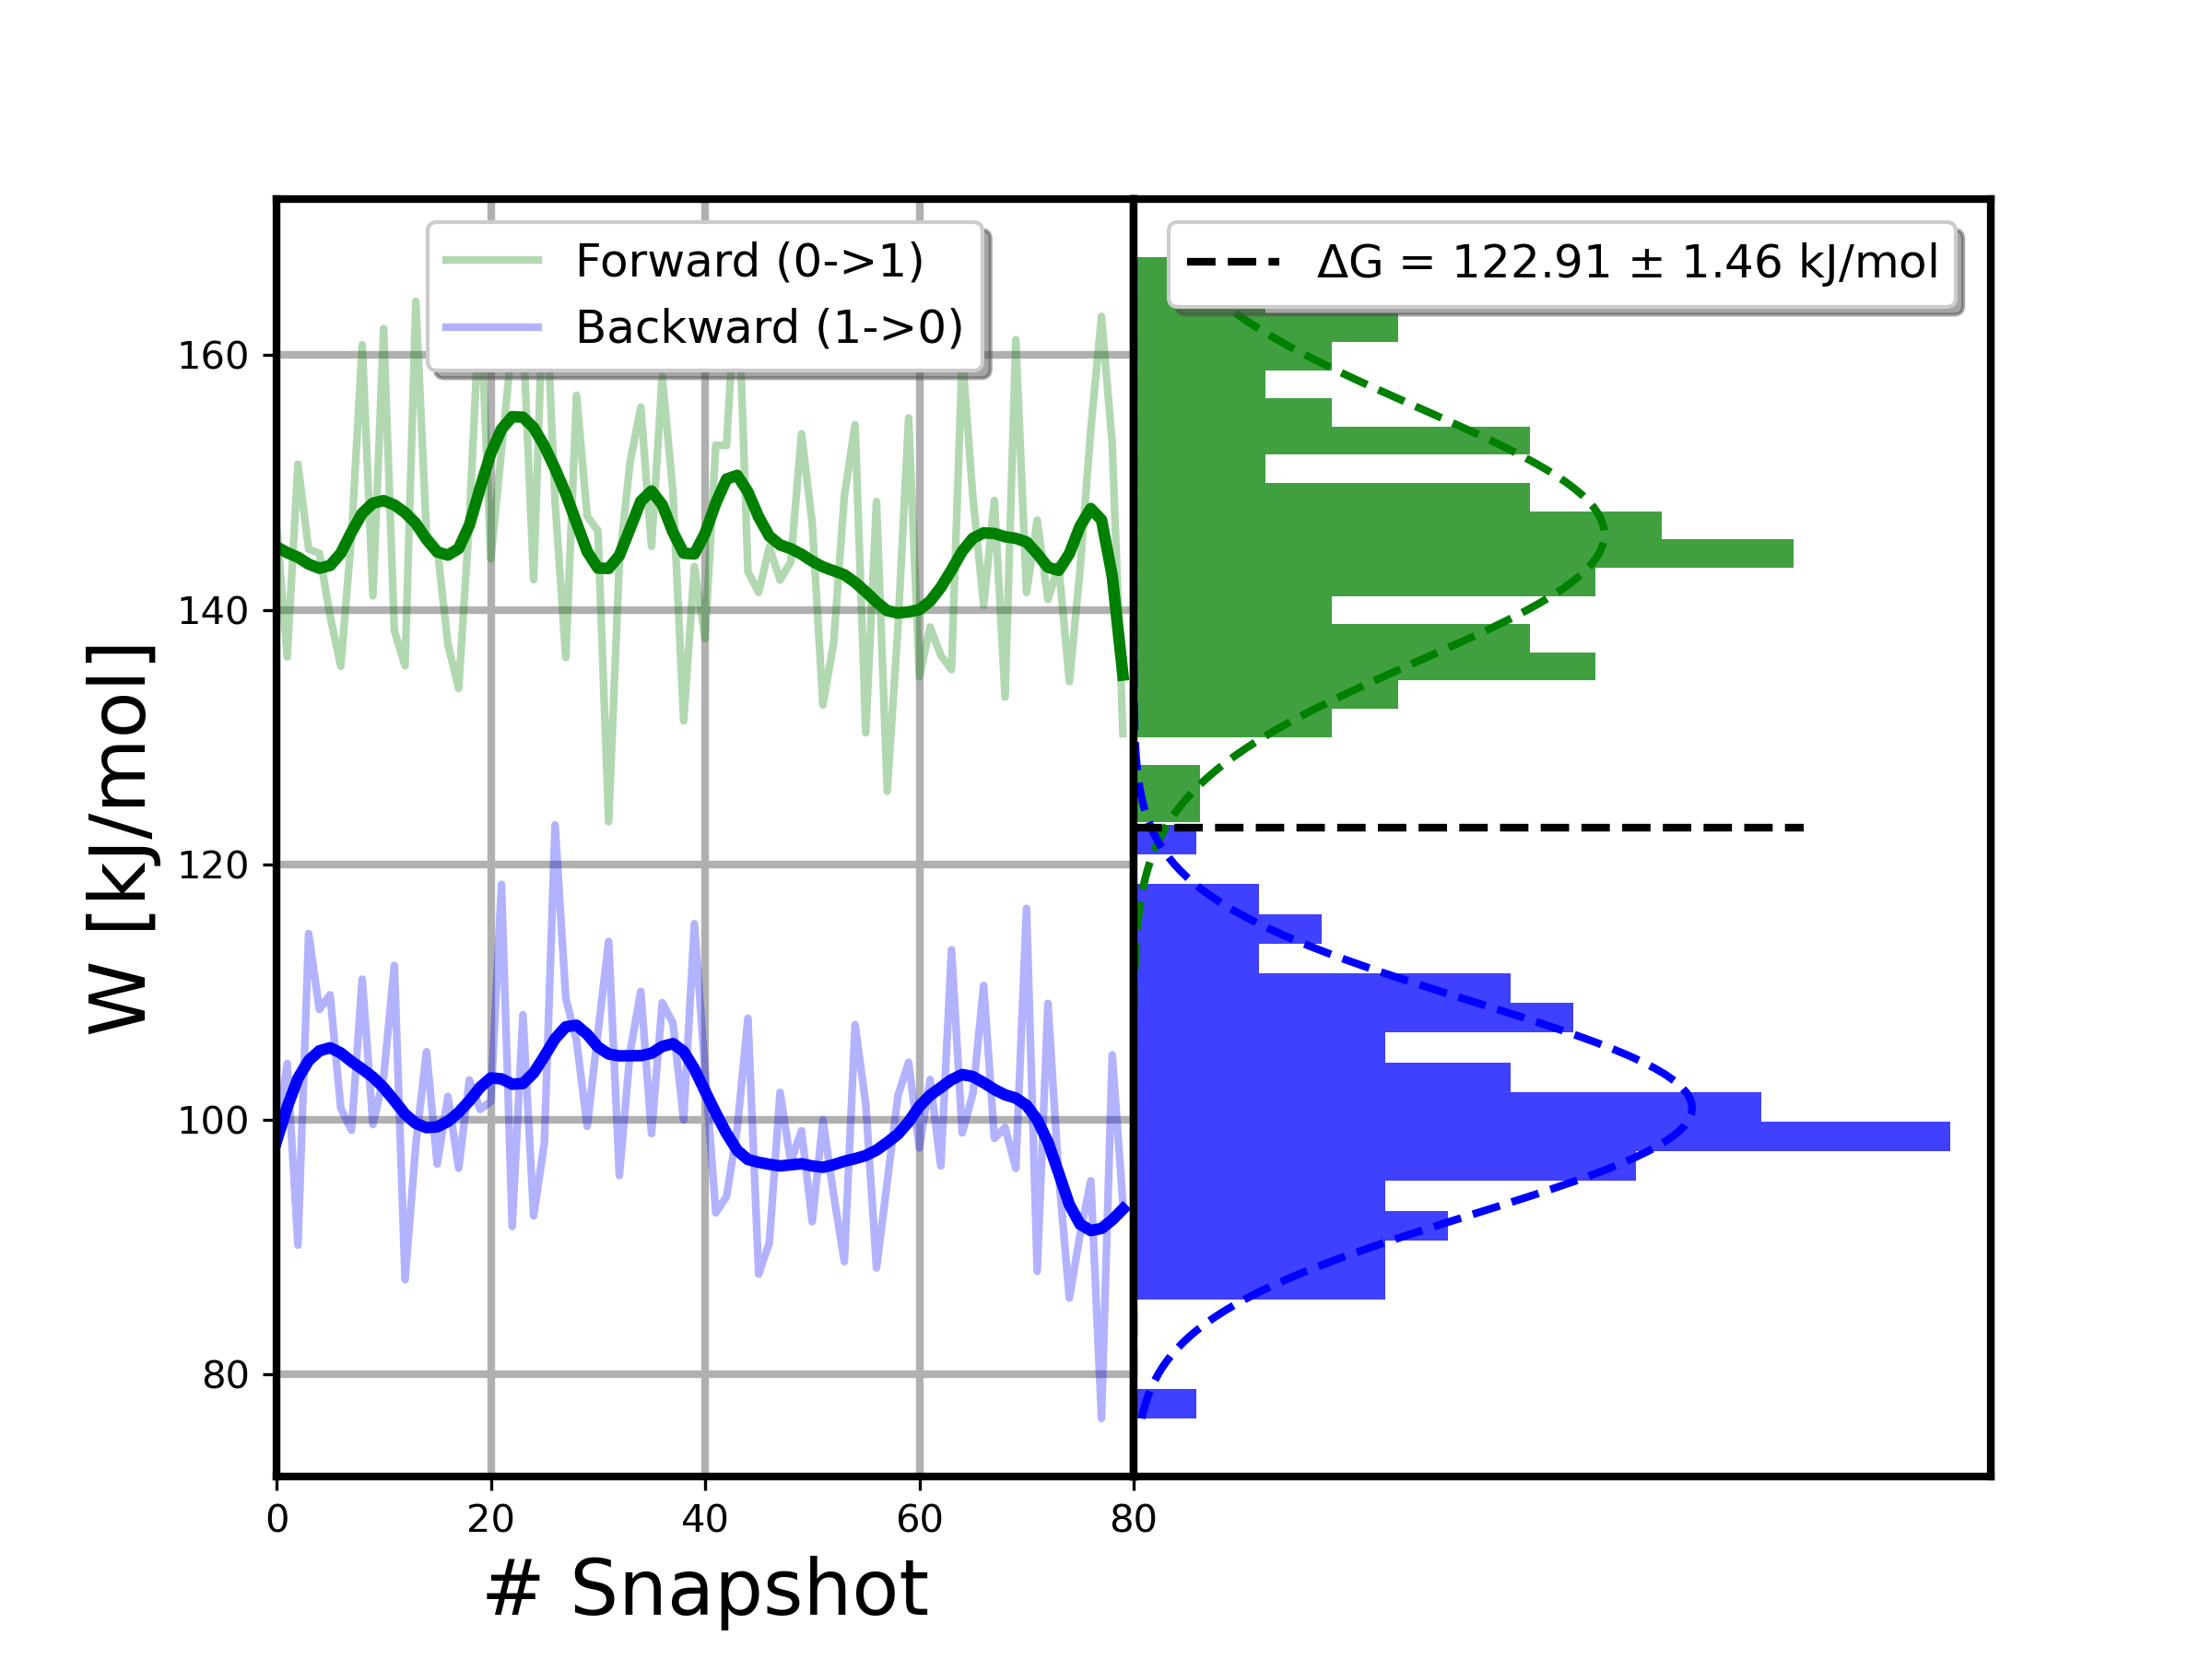 Forward (0->1)
Backward (1->0)
ΔG = 122.91 ± 1.46 kJ/mol
W [kJ/mol]
160
140
120
100
80
0 20 40 60 80
# Snapshot